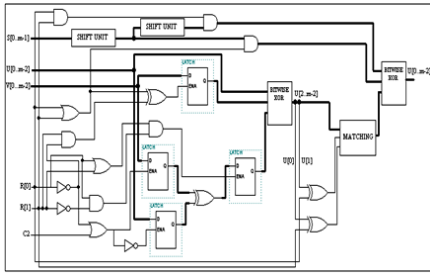 SHIFT UNIT
S[0..m-1]
SHIFT UNIT
LATCH
U[0..m-2]
V[0..m-2]
D
Q
ENA
BITWISE
XOR
BITWISE
XOR
U[0..m-2]
U[2..m-2]
MATCHING
U[0]
U[1]
LATCH
D
Q
ENA
LATCH
D
Q
ENA
R[0]
R[1]
C2
LATCH
D
Q
ENA